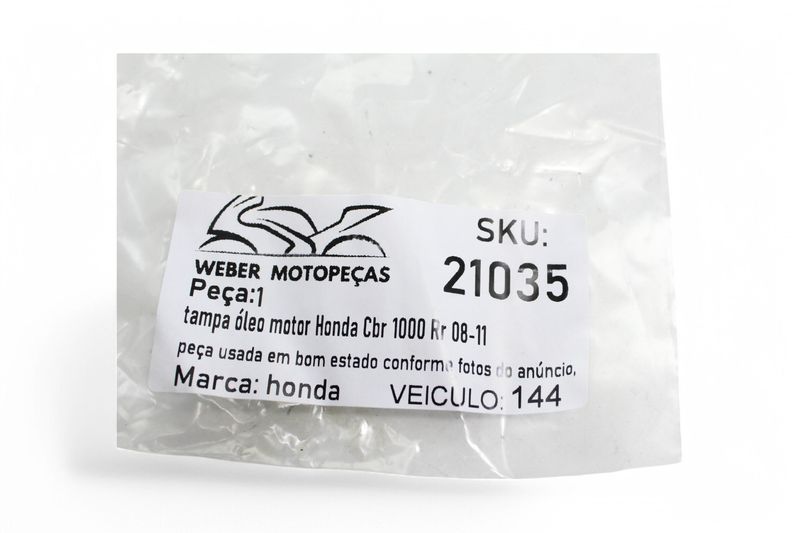 WEBER MOTOPEÇAS
SKU:
21035
Peça:1
tampa óleo motor Honda Cbr 1000 Rr 08-11
peça usada em bom estado conforme fotos do anúncio,
Marca: honda
VEICULO: 144